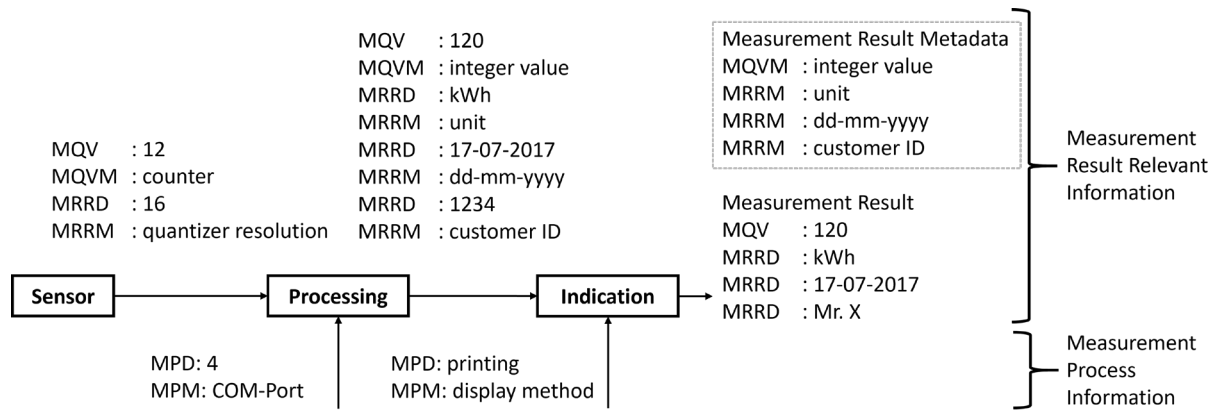 MQV : 12
MQVM : counter
MRRD : 16
MRRM : quantizer resolution
MQV : 120
MQVM : integer value
MRRD : kWh
MRRM : unit
MRRD : 17-07-2017
MRRM : dd-mm-yyyy
MRRD : 1234
MRRM : customer ID
Measurement Result Metadata
MQVM : integer value
MRRM : unit
MRRM : dd-mm-yyyy
MRRM : customer ID
Measurement Result
MQV : 120
MRRD : kWh
MRRD : 17-07-2017
MRRD : Mr. X
Measurement
Result Relevant
Information
Sensor
Processing
Indication
MPD: 4
MPM: COM-Port
MPD: printing
MPM: display method
Measurement
Process
Information